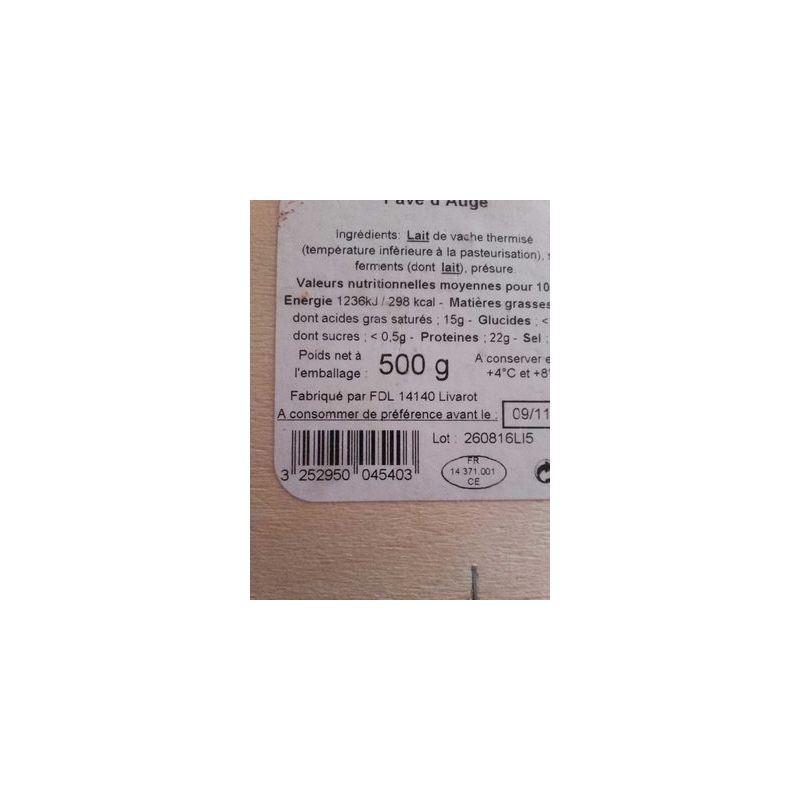 Pavé d'Auge
Ingrédients: Lait de vache thermisé
(température inférieure à la pasteurisation),
ferments (dont lait), présure
Valeurs nutritionnelles moyennes pour 10
Energie 1236kJ / 298 kcal - Matières grasses
dont acides gras saturés : 15g - Glucides : <
dont sucres : < 0,5g - Proteines : 22g - Sel :
Poids net à
l'emballage : 500 g
A conserver e
+4°C et +8°
Fabriqué par FDL 14140 Livarot
A consommer de préférence avant le : 09/11
Lot : 260816LI5
3 252950 045403
FR
14 371.001
CE